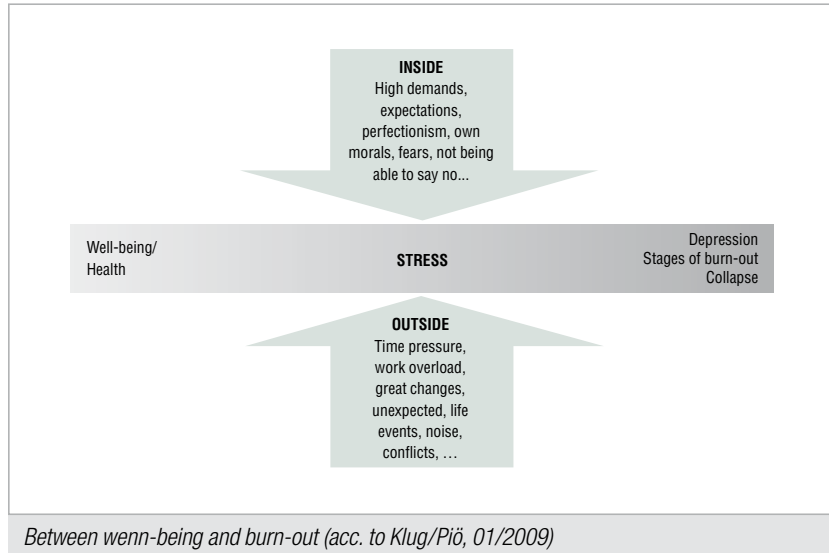 INSIDE
High demands,
expectations,
perfectionism, own
morals, fears, not being
able to say no...
Well-being/
Health
STRESS
Depression
Stages of burn-out
Collapse
OUTSIDE
Time pressure,
work overload,
great changes,
unexpected, life
events, noise,
conflicts, …
Between wenn-being and burn-out (acc. to Klug/Piö, 01/2009)